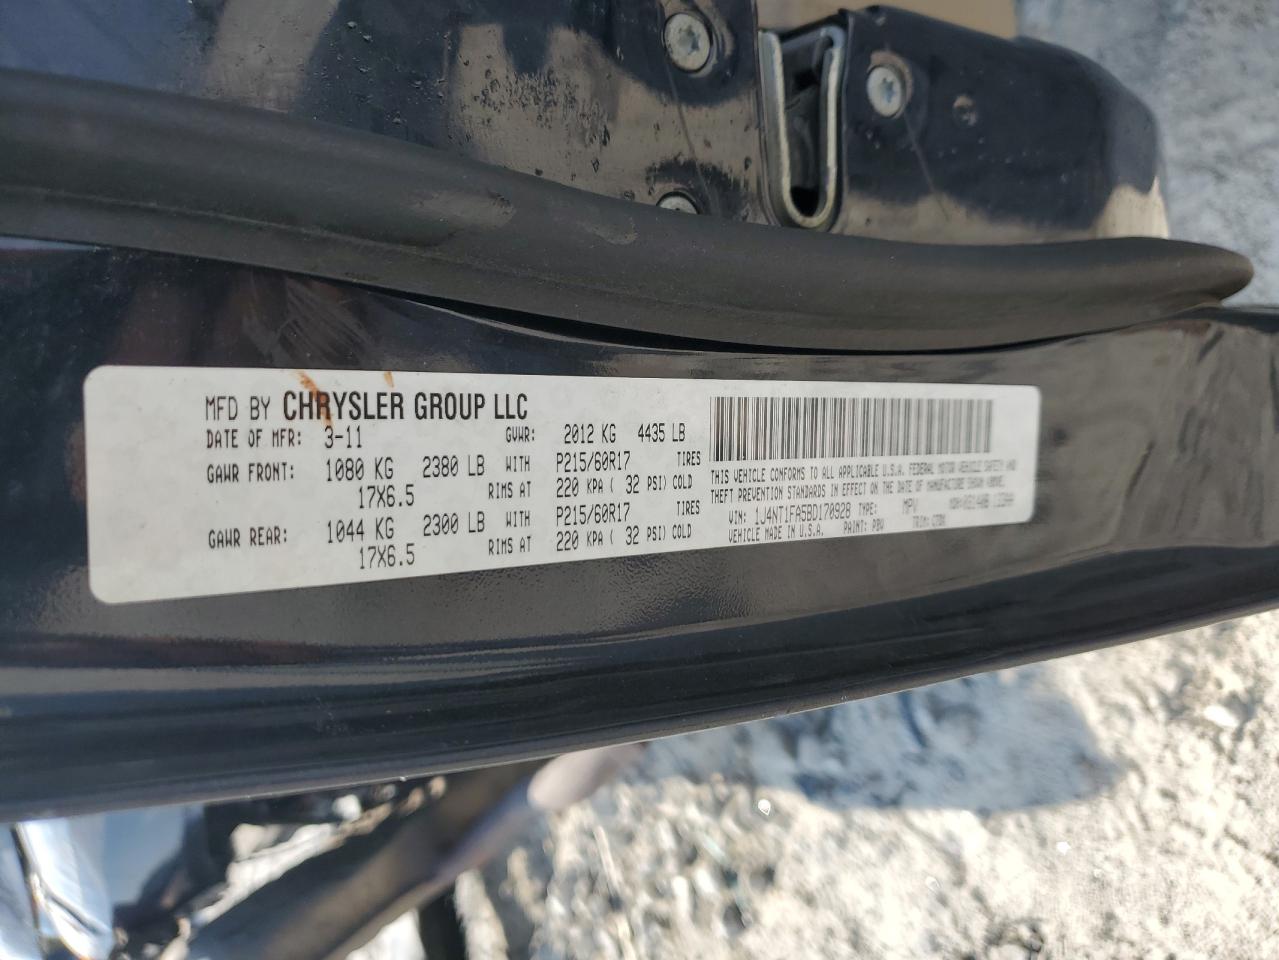 MFD BY CHRYSLER GROUP LLC
DATE OF MFR: 3-11 GVWR: 2012 KG 4435 LB
GAWR FRONT: 1080 KG 2380 LB WITH P215/60R17 TIRES
17X6.5 RIMS AT 220 KPA ( 32 PSI) COLD
GAWR REAR: 1044 KG 2300 LB WITH P215/60R17 TIRES
17X6.5 RIMS AT 220 KPA ( 32 PSI) COLD
THIS VEHICLE CONFORMS TO ALL APPLICABLE U.S.A. FEDERAL MOTOR VEHICLE SAFETY AND
THEFT PREVENTION STANDARDS IN EFFECT ON THE DATE OF MANUFACTURE SHOWN ABOVE.
VIN: 1J4NT1FA5BD170928 TYPE: MPV MDH:
VEHICLE MADE IN U.S.A. PAINT: PBV TRIM: